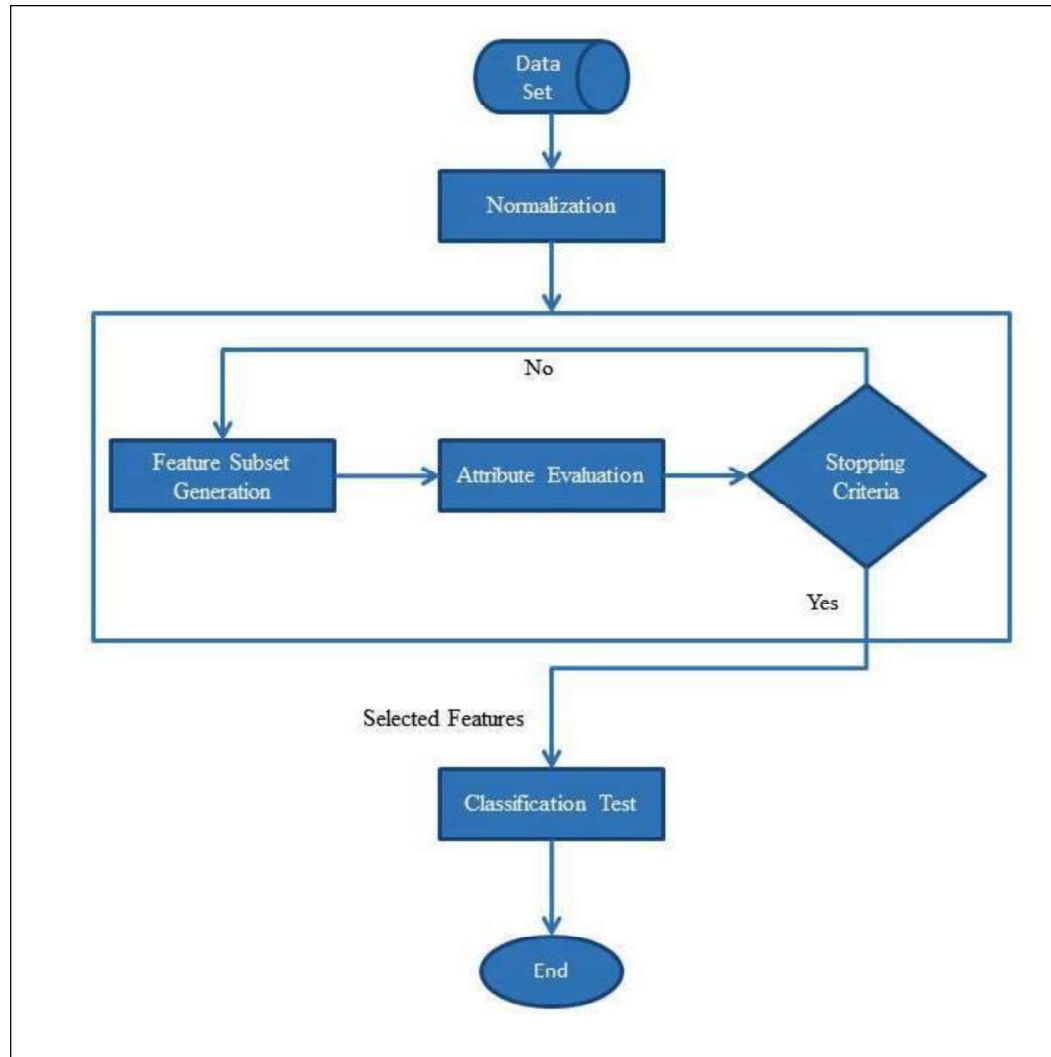 Data
Set
Normalization
No
Feature Subset
Generation
Attribute Evaluation
Stopping
Criteria
Yes
Selected Features
Classification Test
End